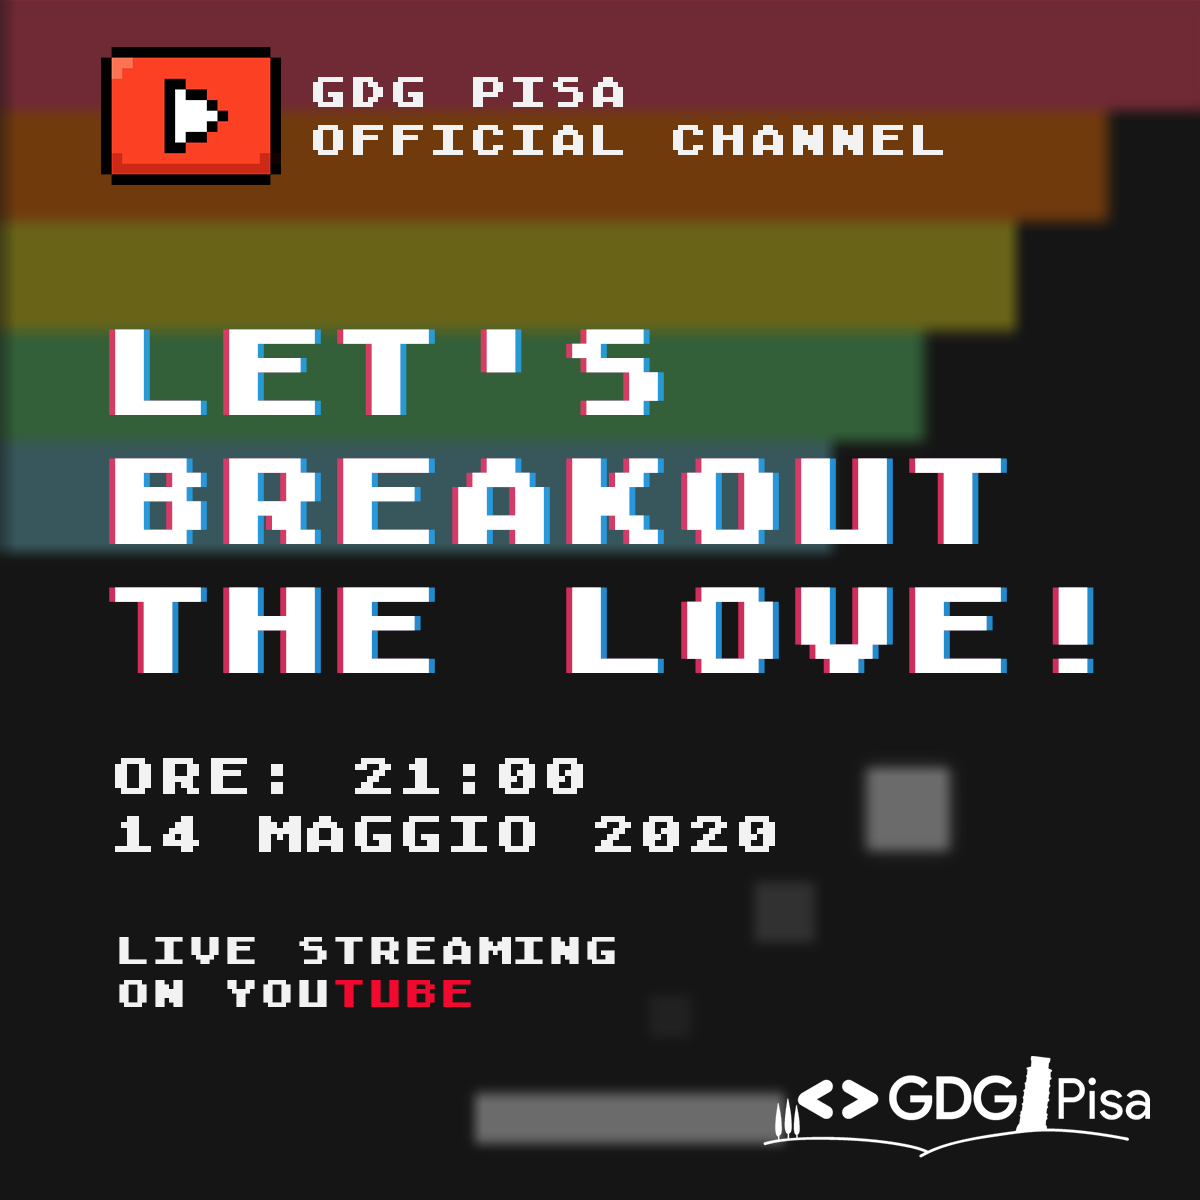 GDG PISA
OFFICIAL CHANNEL
LET'S
BREAKOUT
THE LOVE!
ORE: 21:00
14 MAGGIO 2020
LIVE STREAMING
ON YOUTUBE
<> GDG Pisa